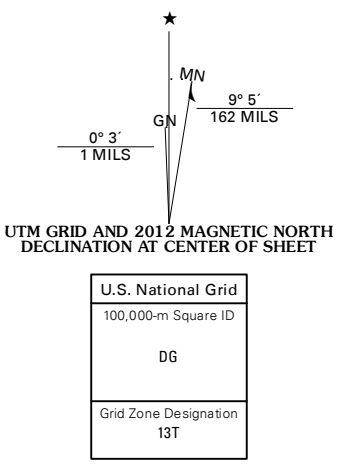 ★
MN
GN
9° 5´
162 MILS
0° 3´
1 MILS
UTM GRID AND 2012 MAGNETIC NORTH
DECLINATION AT CENTER OF SHEET
U.S. National Grid
100,000-m Square ID
DG
Grid Zone Designation
13T